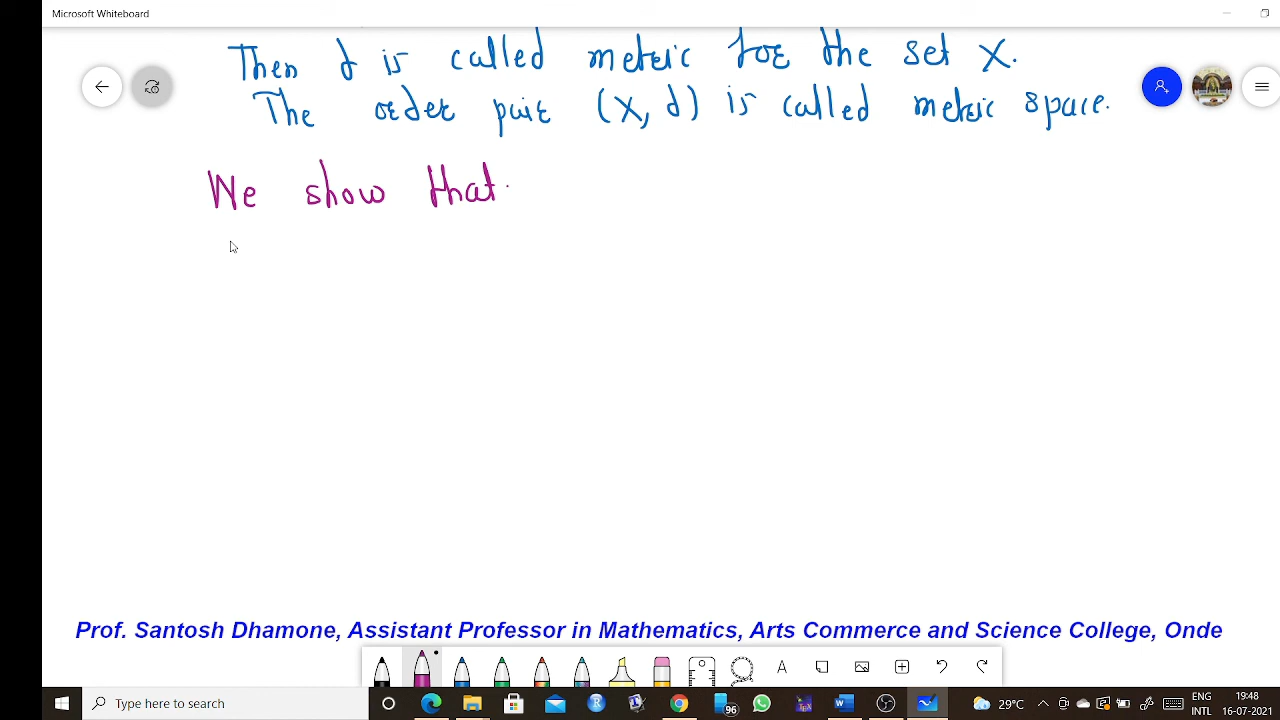 Microsoft Whiteboard
Then d is called metric for the set X.
The order pair (X, d) is called metric space.
We show that
Prof. Santosh Dhamone, Assistant Professor in Mathematics, Arts Commerce and Science College, Onde
A
Type here to search
96
29°C
ENG
INTL
19:48
16-07-2021